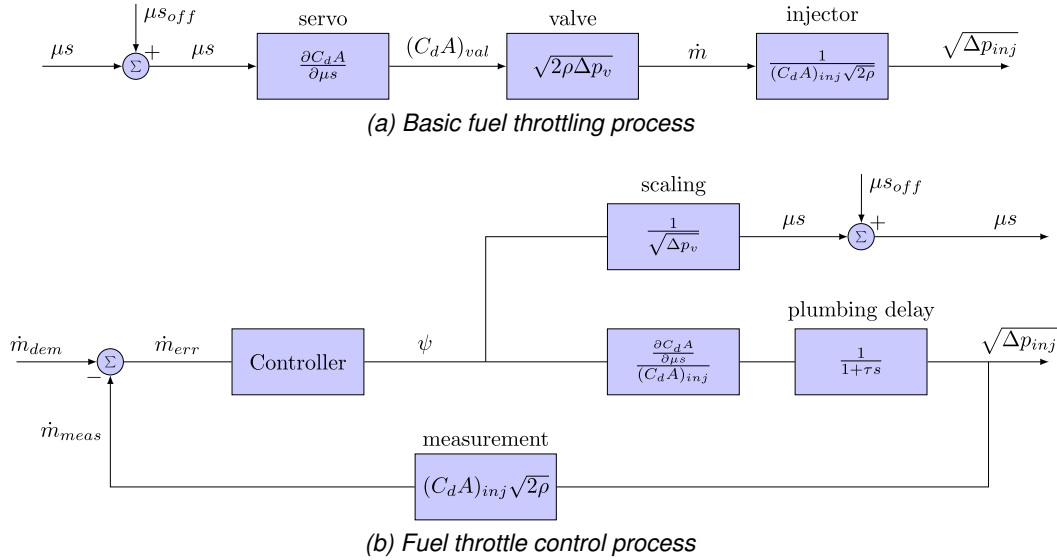 μs_off
servo valve injector
μs + μs (C_dA)_val ṁ √Δp_inj
Σ ∂C_dA/∂μs √2ρΔp_v 1/((C_dA)_inj√2ρ)
(a) Basic fuel throttling process
scaling μs_off
1/√Δp_v μs Σ + μs
plumbing delay
ṁ_dem Σ ṁ_err Controller ψ (∂C_dA/∂μs)/(C_dA)_inj 1/(1+τs) √Δp_inj
−
ṁ_meas
measurement
(C_dA)_inj√2ρ
(b) Fuel throttle control process